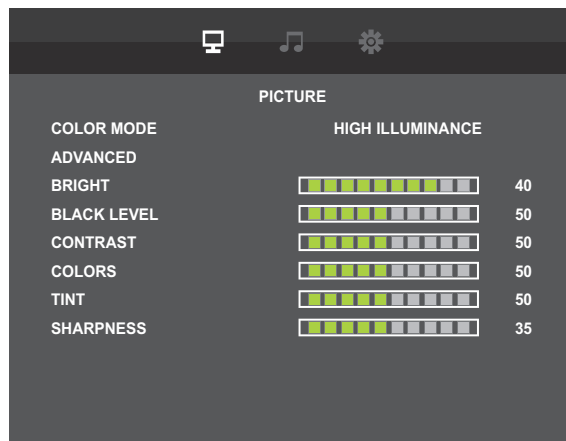 PICTURE
COLOR MODE HIGH ILLUMINANCE
ADVANCED
BRIGHT 40
BLACK LEVEL 50
CONTRAST 50
COLORS 50
TINT 50
SHARPNESS 35